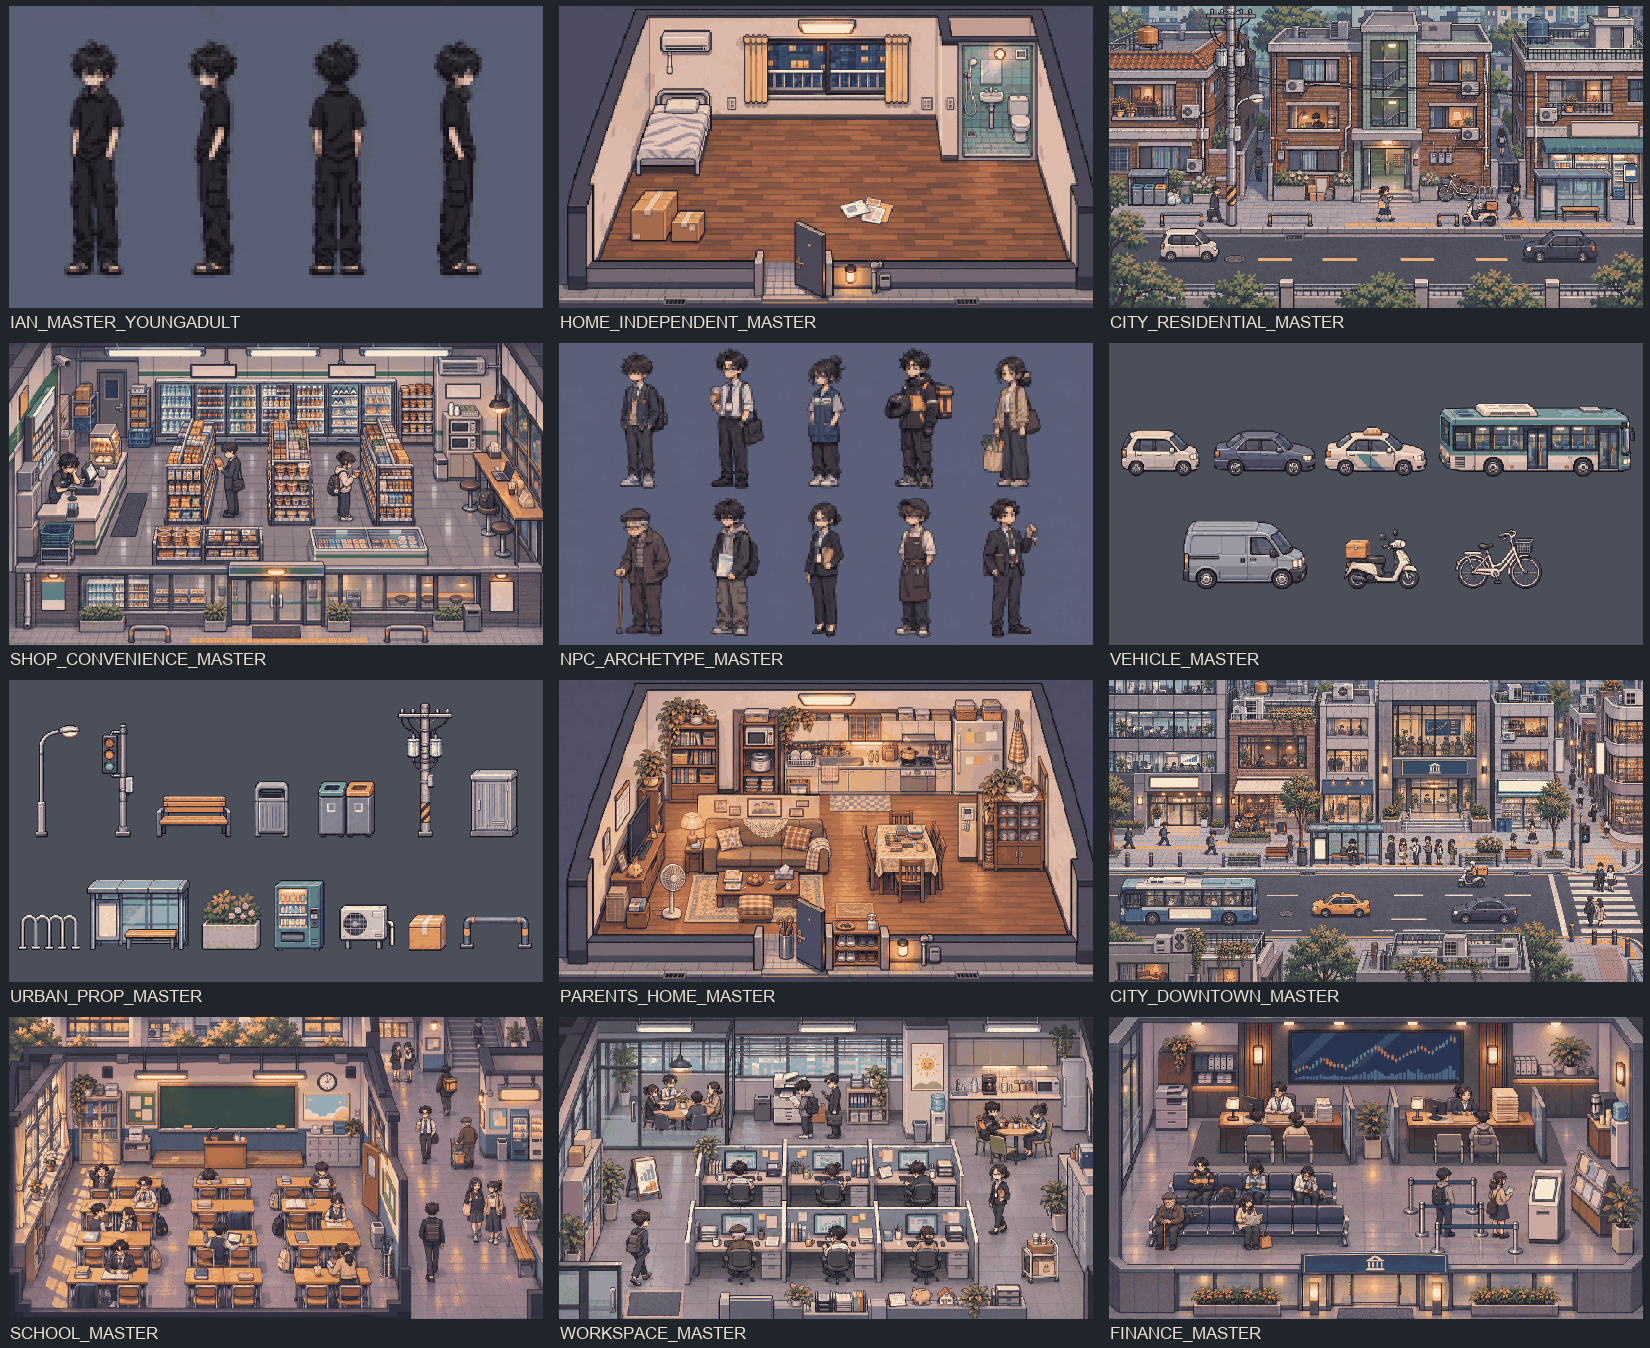 IAN_MASTER_YOUNGADULT
HOME_INDEPENDENT_MASTER
CITY_RESIDENTIAL_MASTER
SHOP_CONVENIENCE_MASTER
NPC_ARCHETYPE_MASTER
VEHICLE_MASTER
URBAN_PROP_MASTER
PARENTS_HOME_MASTER
CITY_DOWNTOWN_MASTER
SCHOOL_MASTER
WORKSPACE_MASTER
FINANCE_MASTER